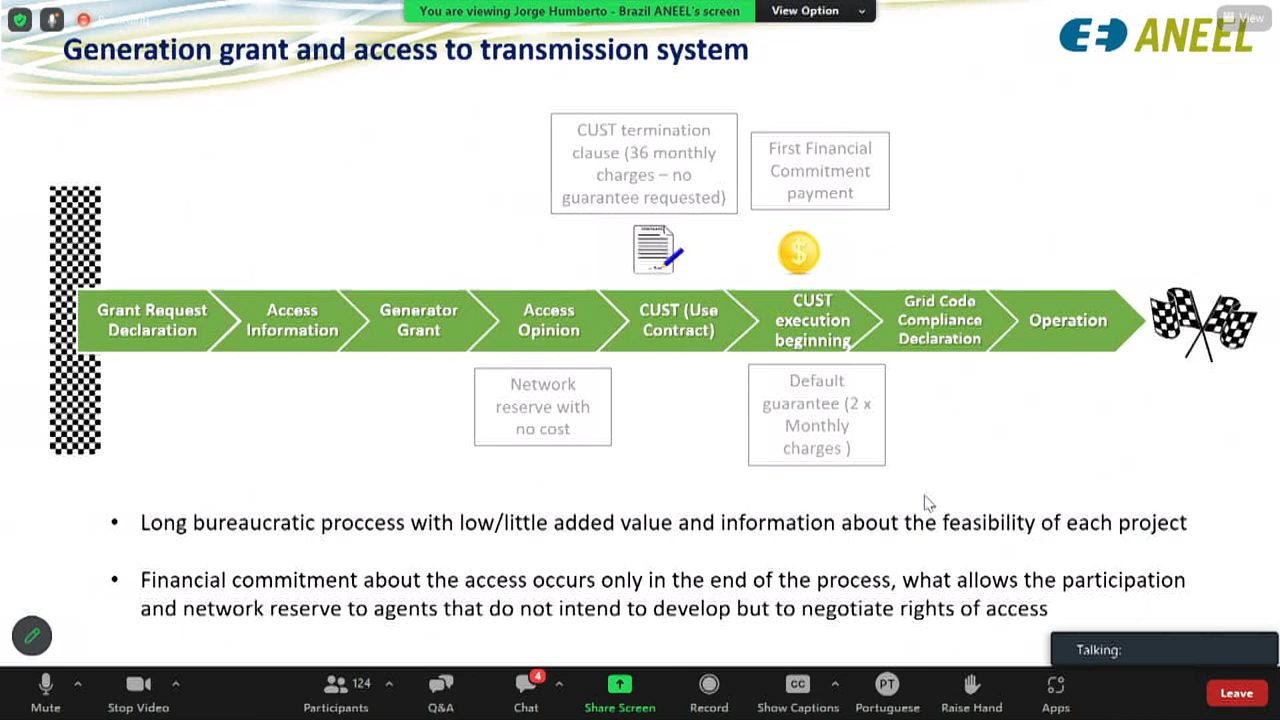 You are viewing Jorge Humberto - Brazil ANEEL's screen
View Option
View
Generation grant and access to transmission system
ANEEL
CUST termination
clause (36 monthly
charges – no
guarantee requested)
First Financial
Commitment
payment
$
Grant Request
Declaration
Access
Information
Generator
Grant
Access
Opinion
CUST (Use
Contract)
CUST
execution
beginning
Grid Code
Compliance
Declaration
Operation
Network
reserve with
no cost
Default
guarantee (2 x
Monthly
charges )
• Long bureaucratic proccess with low/little added value and information about the feasibility of each project
• Financial commitment about the access occurs only in the end of the process, what allows the participation
and network reserve to agents that do not intend to develop but to negotiate rights of access
Talking:
Mute
Stop Video
124
Participants
Q&A
4
Chat
Share Screen
Record
CC
Show Captions
PT
Portuguese
Raise Hand
Apps
Leave